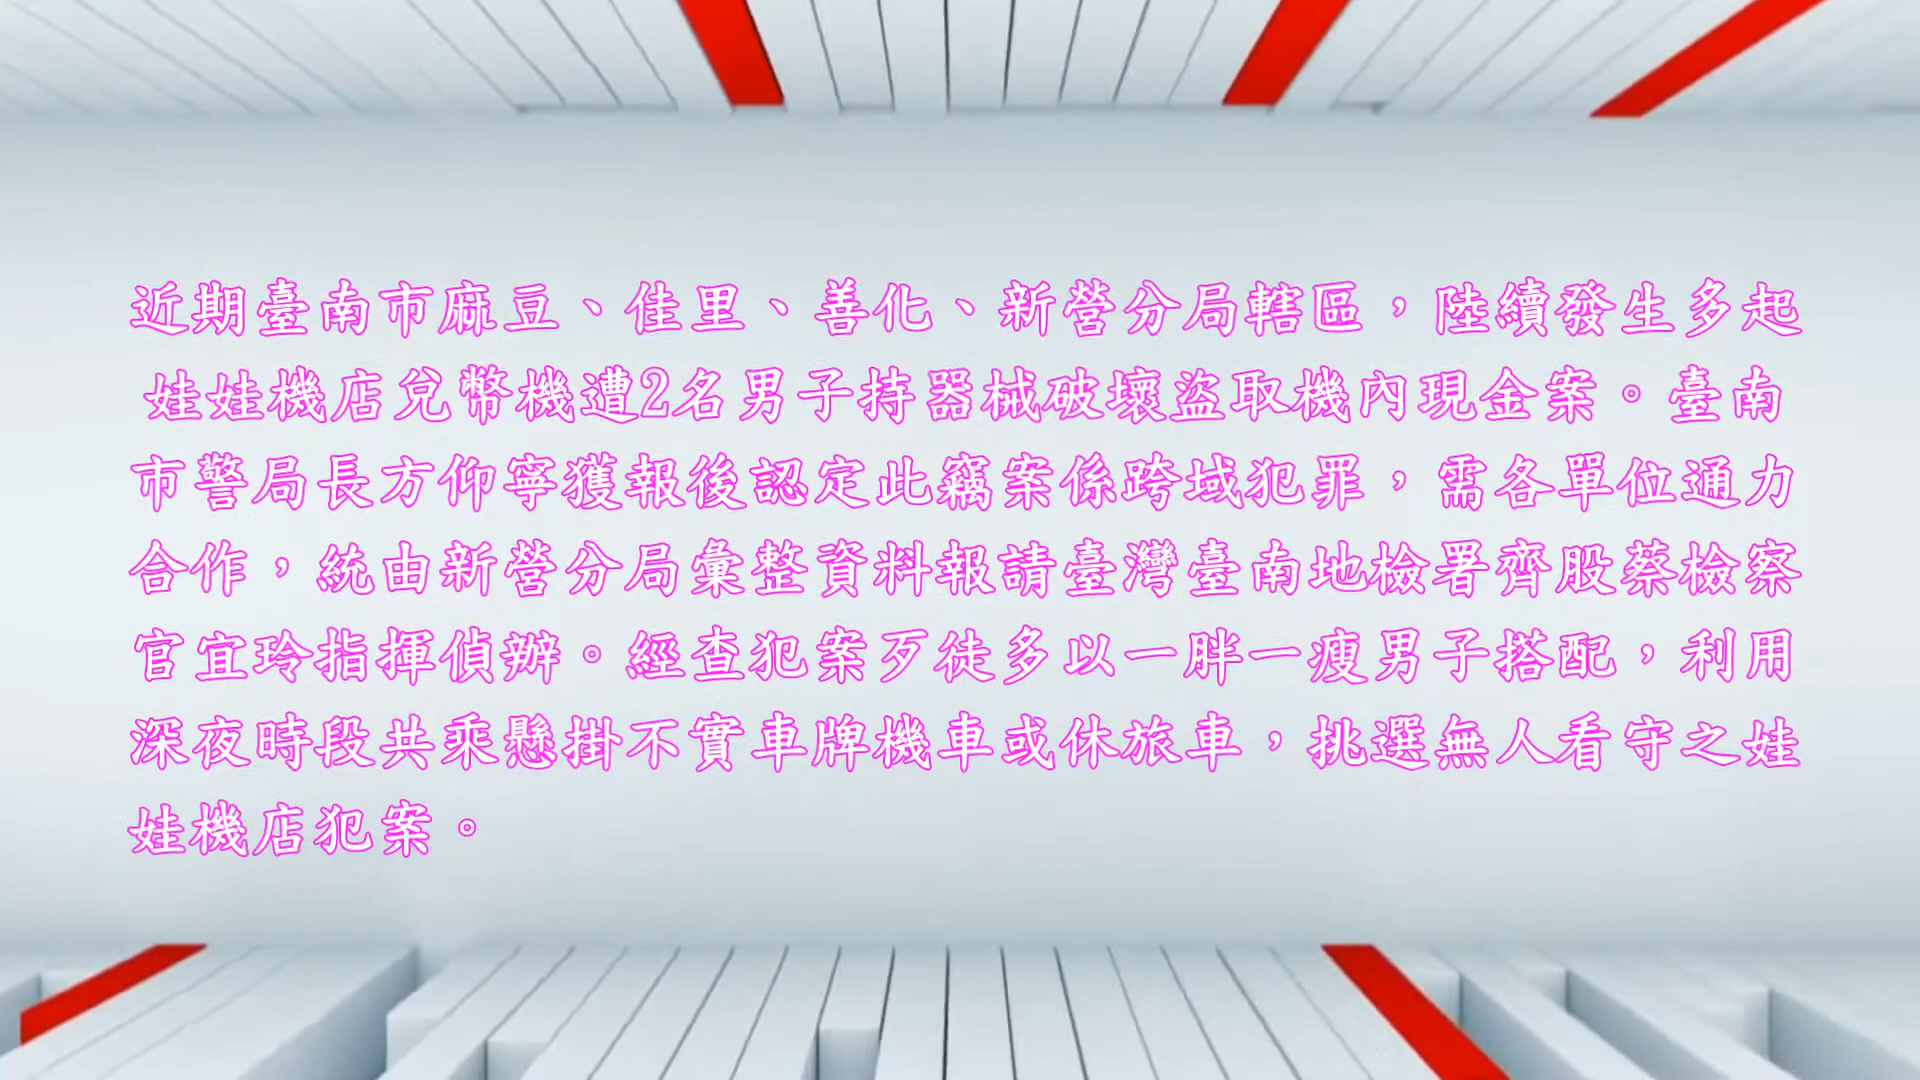 近期臺南市麻豆、佳里、善化、新營分局轄區，陸續發生多起
娃娃機店兌幣機遭2名男子持器械破壞盜取機內現金案。臺南
市警局長方仰寧獲報後認定此竊案係跨域犯罪，需各單位通力
合作，統由新營分局彙整資料報請臺灣臺南地檢署齊股蔡檢察
官宜玲指揮偵辦。經查犯案歹徒多以一胖一瘦男子搭配，利用
深夜時段共乘懸掛不實車牌機車或休旅車，挑選無人看守之娃
娃機店犯案。